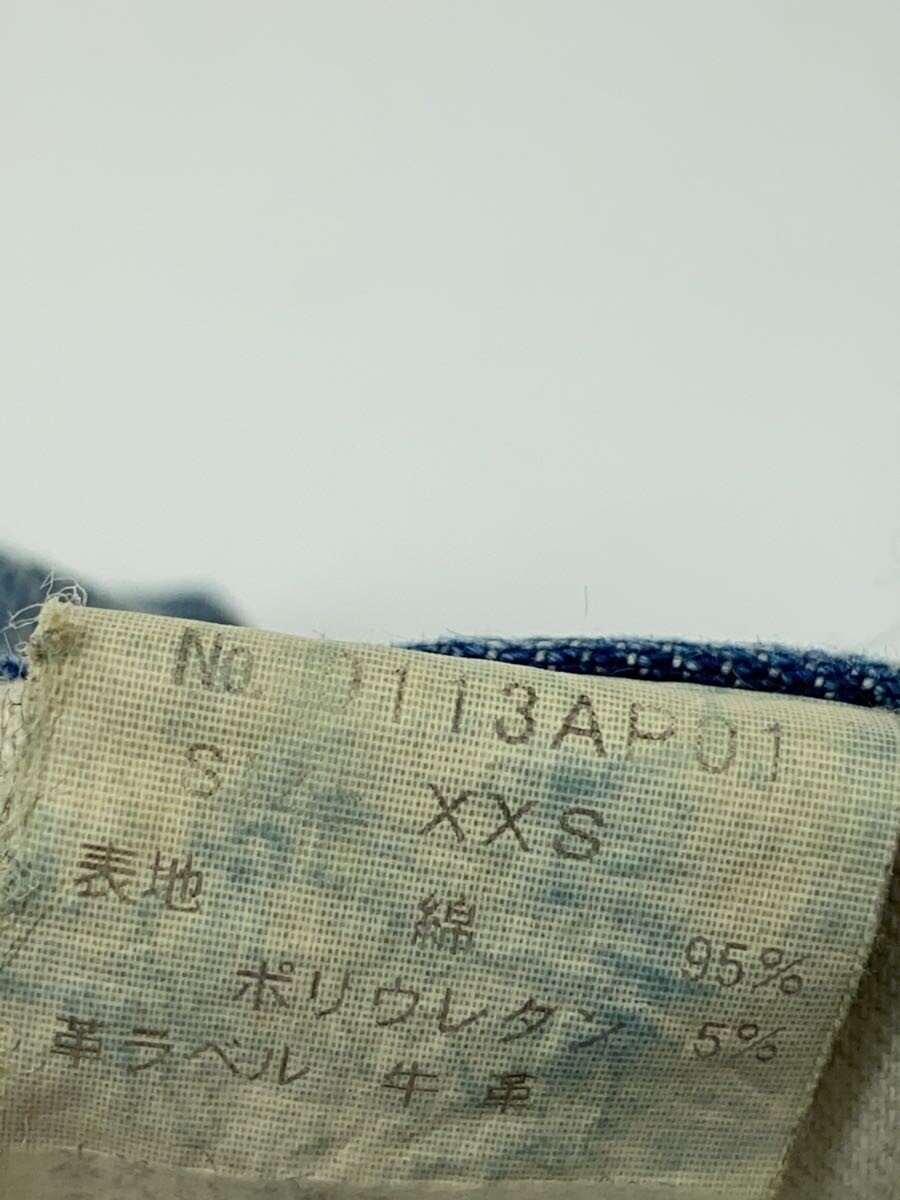 No. 0113AP01
S XXS
表地 綿 95%
ポリウレタン 5%
革ラベル 牛革